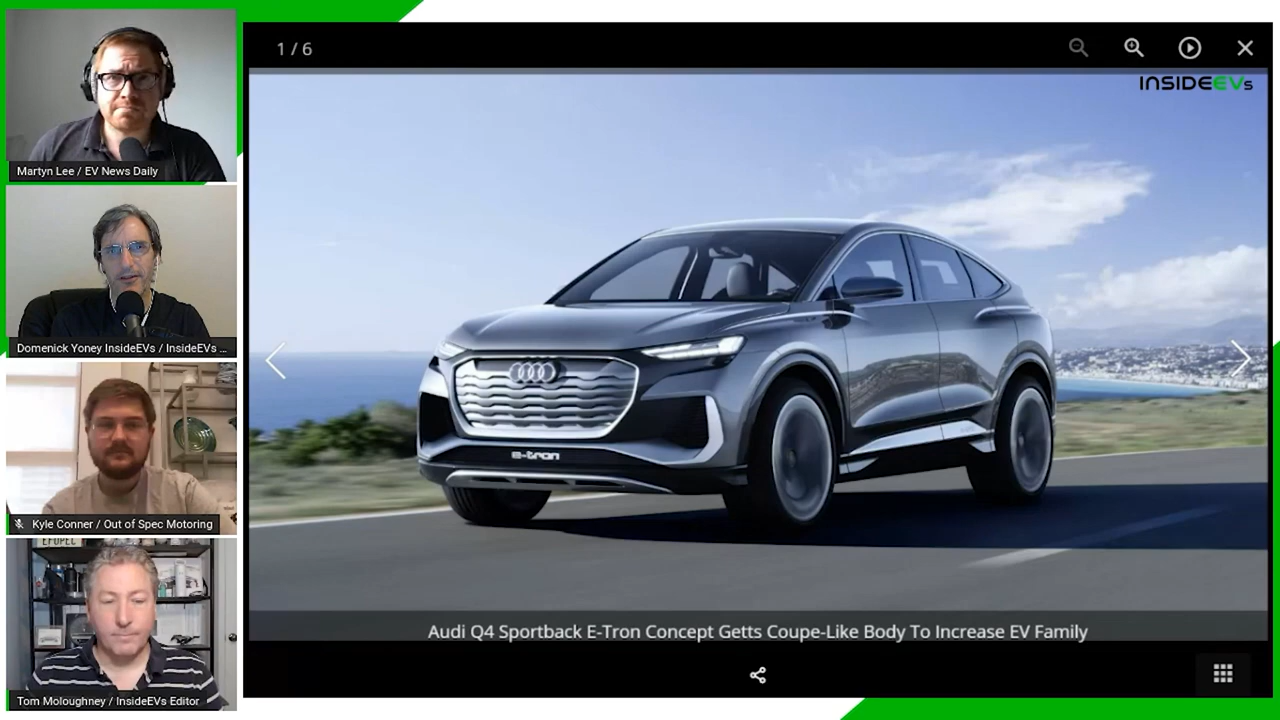 Martyn Lee / EV News Daily
Domenick Yoney InsideEVs / InsideEVs ...
Kyle Conner / Out of Spec Motoring
EFOPEC
Tom Moloughney / InsideEVs Editor
1 / 6
INSIDEEVs
e-tron
Audi Q4 Sportback E-Tron Concept Getts Coupe-Like Body To Increase EV Family